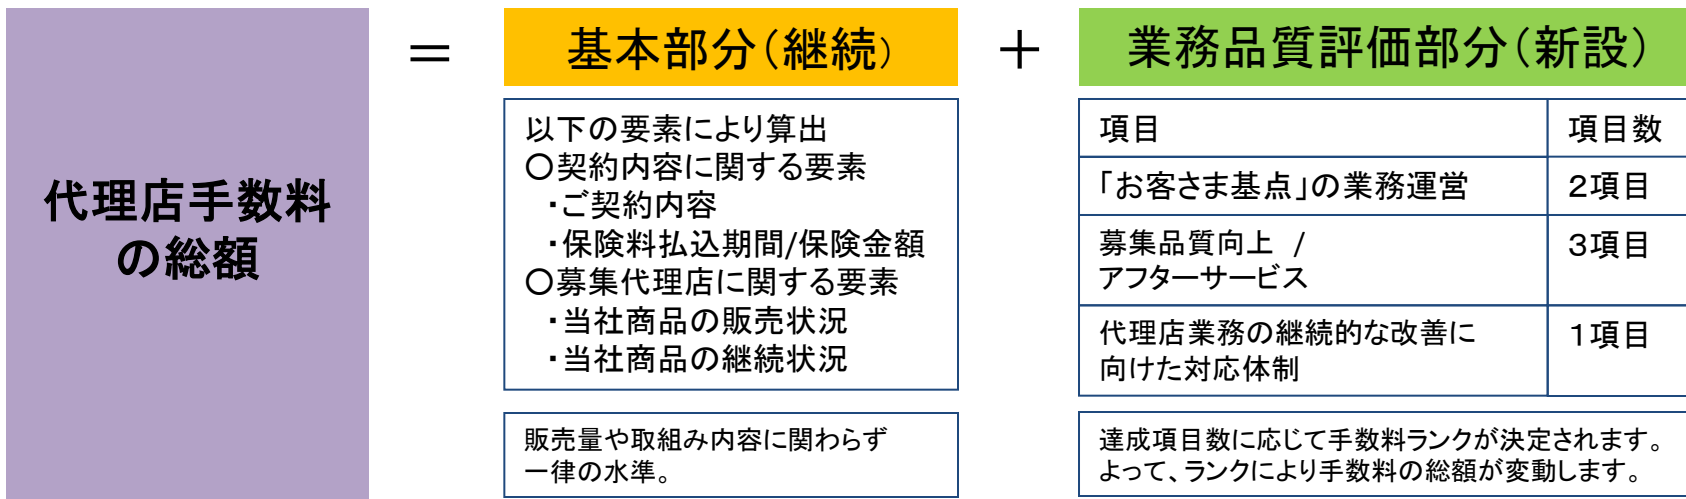 代理店手数料
の総額
＝
基本部分（継続）
以下の要素により算出
○契約内容に関する要素
・ご契約内容
・保険料払込期間/保険金額
○募集代理店に関する要素
・当社商品の販売状況
・当社商品の継続状況
販売量や取組み内容に関わらず
一律の水準。
＋
業務品質評価部分（新設）
項目 項目数
「お客さま基点」の業務運営 2項目
募集品質向上 /
アフターサービス
3項目
代理店業務の継続的な改善に
向けた対応体制
1項目
達成項目数に応じて手数料ランクが決定されます。
よって、ランクにより手数料の総額が変動します。